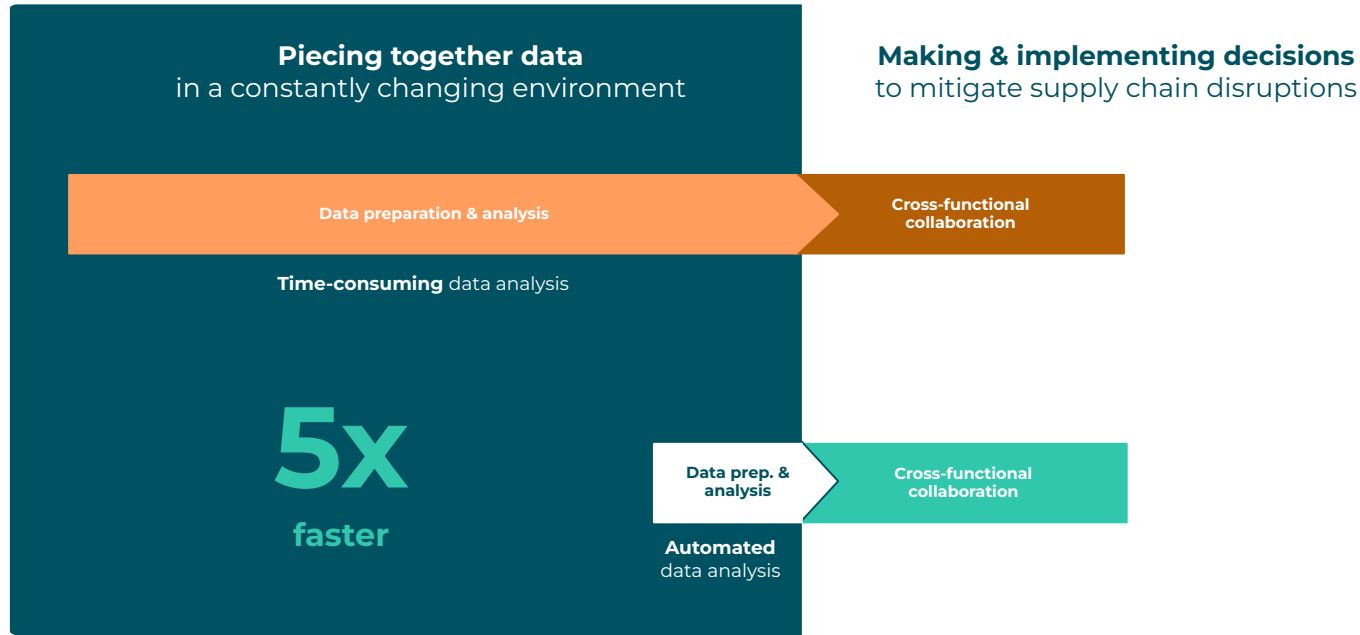 Piecing together data
in a constantly changing environment
Making & implementing decisions
to mitigate supply chain disruptions
Data preparation & analysis
Cross-functional
collaboration
Time-consuming data analysis
5x
faster
Data prep. &
analysis
Cross-functional
collaboration
Automated
data analysis